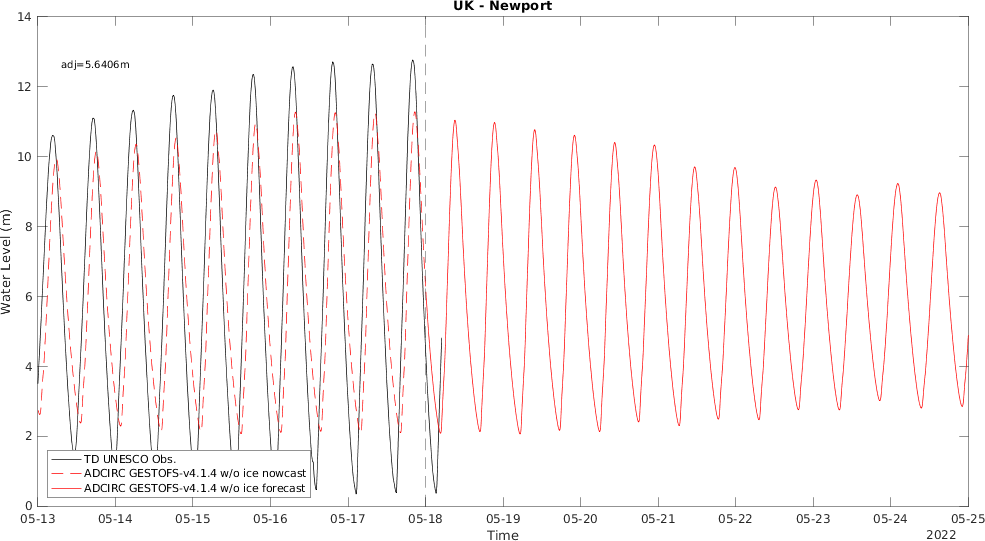 UK - Newport
14
12
10
8
6
4
2
0
Water Level (m)
adj=5.6406m
TD UNESCO Obs.
ADCIRC GESTOFS-v4.1.4 w/o ice nowcast
ADCIRC GESTOFS-v4.1.4 w/o ice forecast
05-13 05-14 05-15 05-16 05-17 05-18 05-19 05-20 05-21 05-22 05-23 05-24 05-25
Time
2022